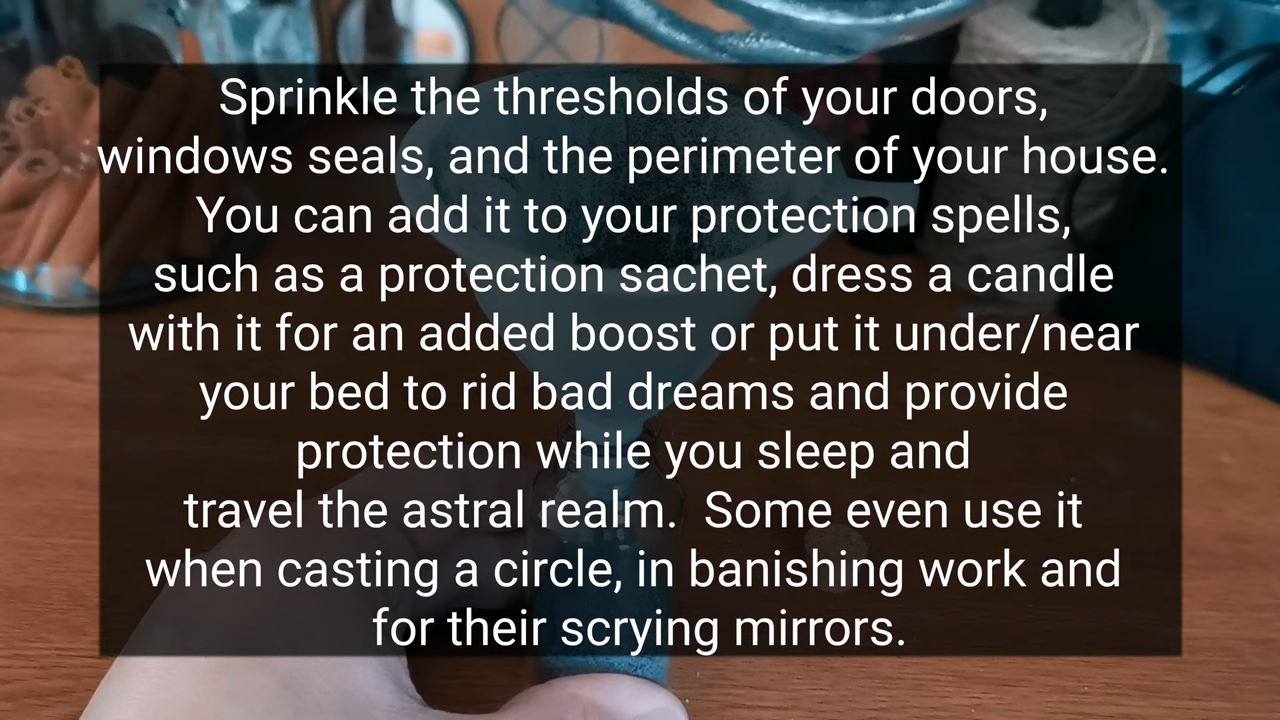 Sprinkle the thresholds of your doors,
windows seals, and the perimeter of your house.
You can add it to your protection spells,
such as a protection sachet, dress a candle
with it for an added boost or put it under/near
your bed to rid bad dreams and provide
protection while you sleep and
travel the astral realm.  Some even use it
when casting a circle, in banishing work and
for their scrying mirrors.